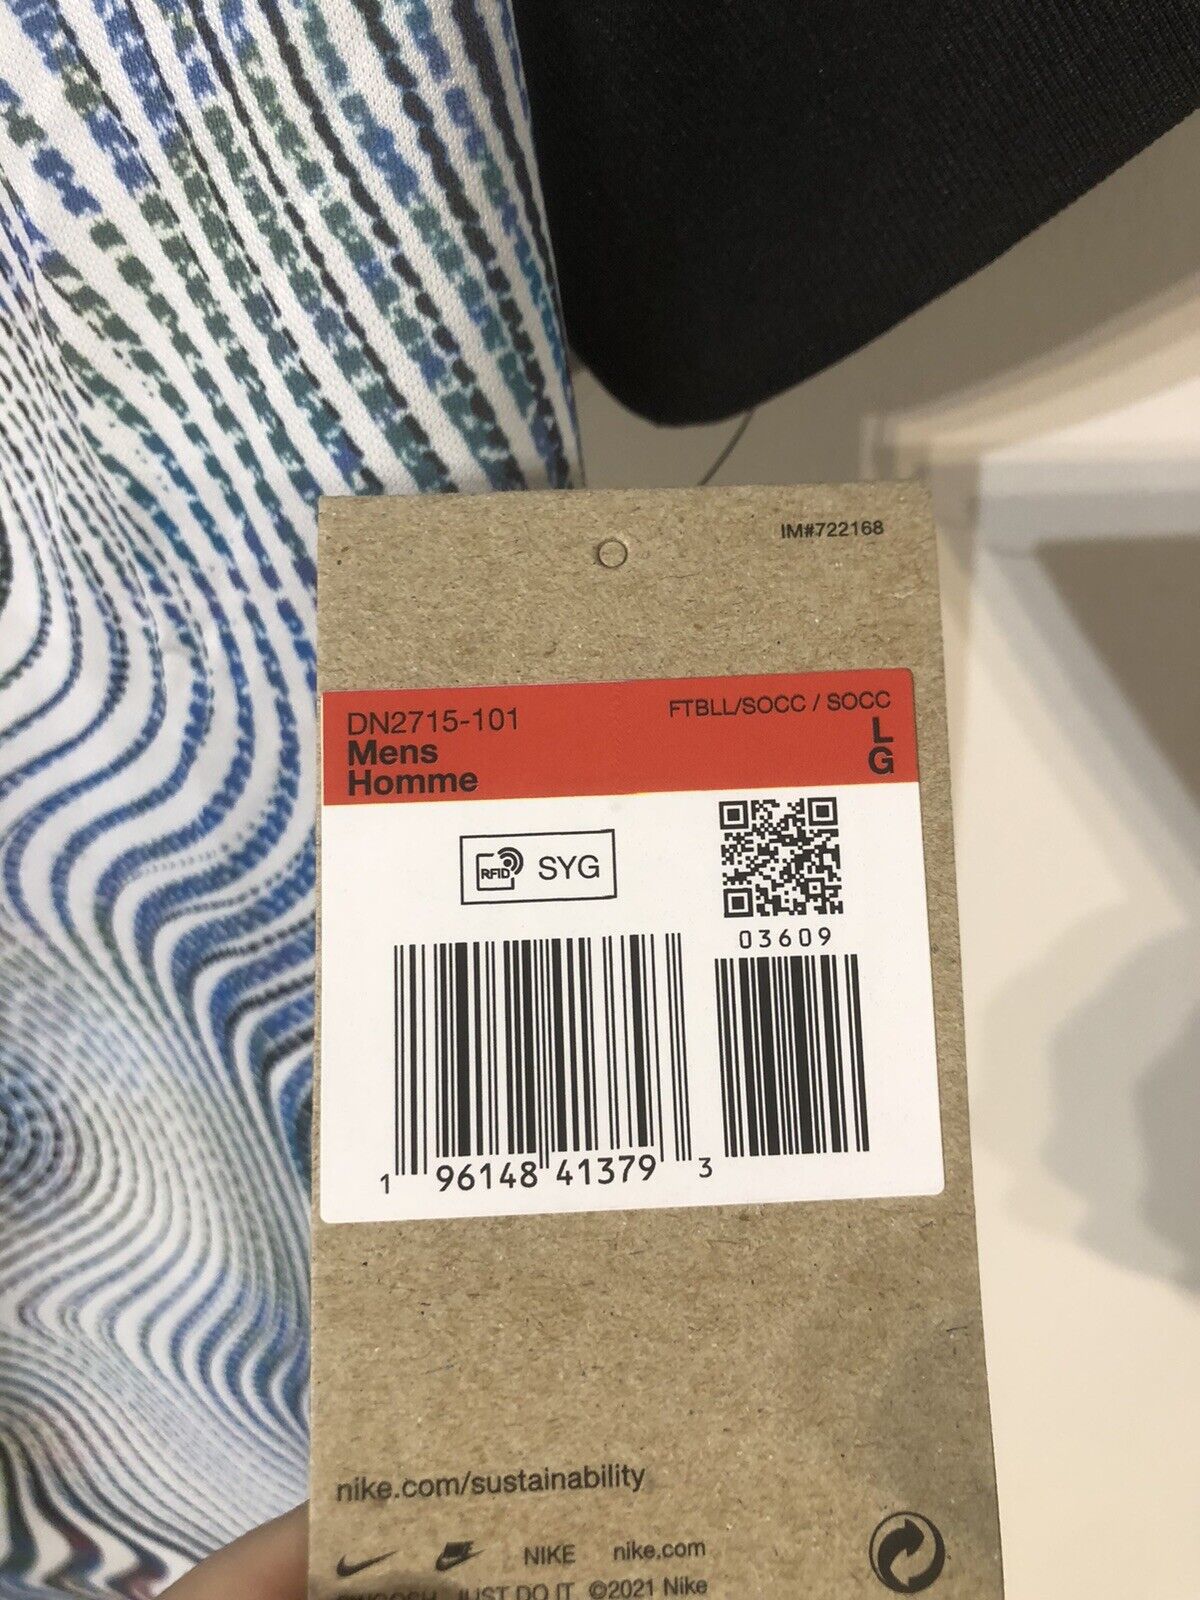 IM#722168
DN2715-101
FTBLL/SOCC / SOCC
Mens
L
Homme
G
RFID SYG
03609
1 96148 41379 3
nike.com/sustainability
NIKE nike.com
SWOOSH JUST DO IT ©2021 Nike